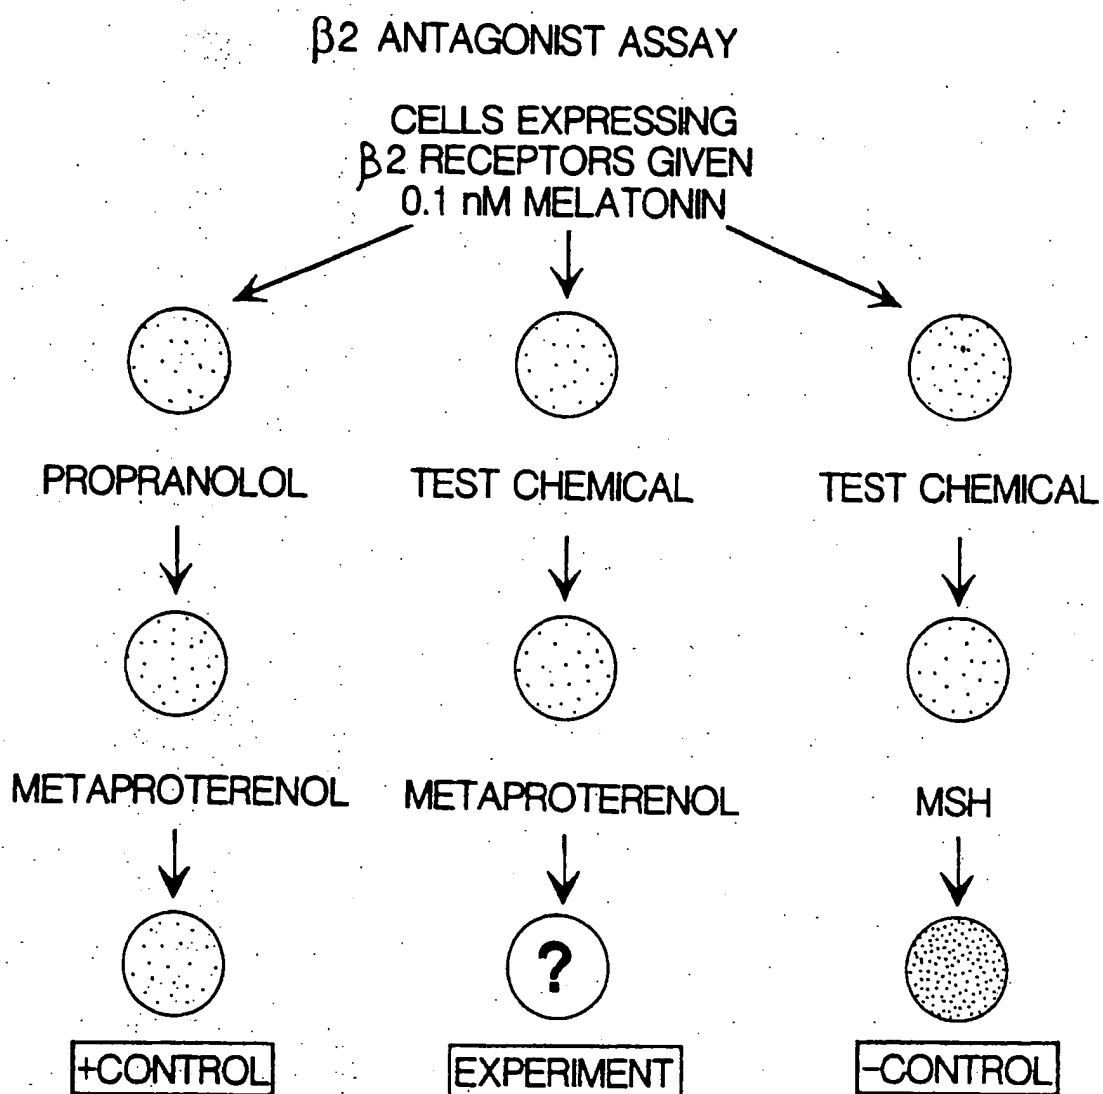 β2 ANTAGONIST ASSAY
CELLS EXPRESSING
β2 RECEPTORS GIVEN
0.1 nM MELATONIN
PROPRANOLOL TEST CHEMICAL TEST CHEMICAL
METAPROTERENOL METAPROTERENOL MSH
?
+CONTROL EXPERIMENT -CONTROL